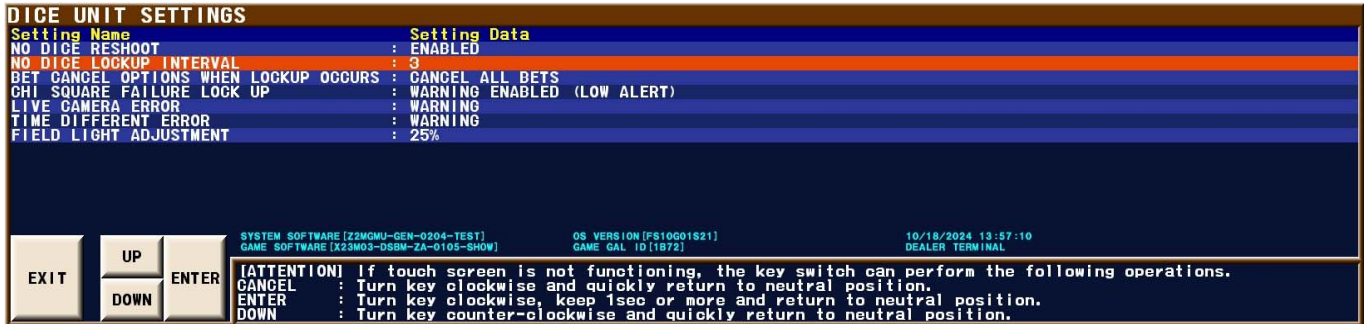 DICE UNIT SETTINGS
Setting Name Setting Data
NO DICE RESHOOT : ENABLED
NO DICE LOCKUP INTERVAL : 3
BET CANCEL OPTIONS WHEN LOCKUP OCCURS : CANCEL ALL BETS
CHI SQUARE FAILURE LOCK UP : WARNING ENABLED (LOW ALERT)
LIVE CAMERA ERROR : WARNING
TIME DIFFERENT ERROR : WARNING
FIELD LIGHT ADJUSTMENT : 25%
SYSTEM SOFTWARE[Z2MGMU-GEN-0204-TEST] OS VERSION[FS10G01S21] 10/18/2024 13:57:10
GAME SOFTWARE[X23M03-DSBM-ZA-0105-SHOW] GAME GAL ID[1B72] DEALER TERMINAL
EXIT
UP
DOWN
ENTER
[ATTENTION] If touch screen is not functioning, the key switch can perform the following operations.
CANCEL : Turn key clockwise and quickly return to neutral position.
ENTER : Turn key clockwise, keep 1sec or more and return to neutral position.
DOWN : Turn key counter-clockwise and quickly return to neutral position.